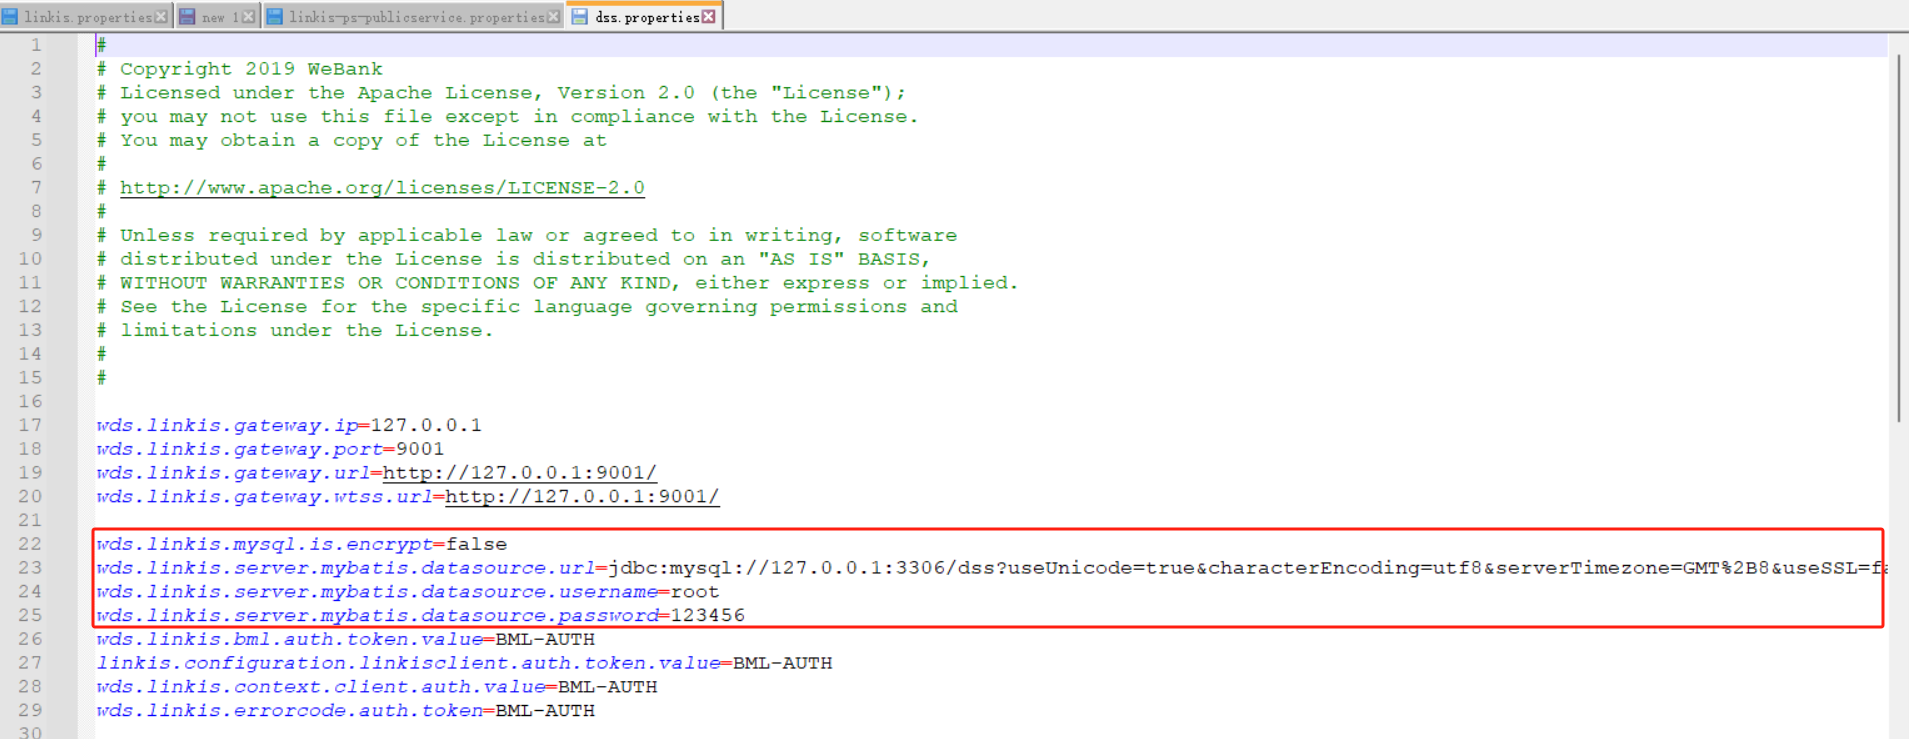 linkis.properties new 1 linkis-ps-publicservice.properties dss.properties
1 #
2 # Copyright 2019 WeBank
3 # Licensed under the Apache License, Version 2.0 (the "License");
4 # you may not use this file except in compliance with the License.
5 # You may obtain a copy of the License at
6 #
7 # http://www.apache.org/licenses/LICENSE-2.0
8 #
9 # Unless required by applicable law or agreed to in writing, software
10 # distributed under the License is distributed on an "AS IS" BASIS,
11 # WITHOUT WARRANTIES OR CONDITIONS OF ANY KIND, either express or implied.
12 # See the License for the specific language governing permissions and
13 # limitations under the License.
14 #
15 #
16
17 wds.linkis.gateway.ip=127.0.0.1
18 wds.linkis.gateway.port=9001
19 wds.linkis.gateway.url=http://127.0.0.1:9001/
20 wds.linkis.gateway.wtss.url=http://127.0.0.1:9001/
21
22 wds.linkis.mysql.is.encrypt=false
23 wds.linkis.server.mybatis.datasource.url=jdbc:mysql://127.0.0.1:3306/dss?useUnicode=true&characterEncoding=utf8&serverTimezone=GMT%2B8&useSSL=f
24 wds.linkis.server.mybatis.datasource.username=root
25 wds.linkis.server.mybatis.datasource.password=123456
26 wds.linkis.bml.auth.token.value=BML-AUTH
27 linkis.configuration.linkisclient.auth.token.value=BML-AUTH
28 wds.linkis.context.client.auth.value=BML-AUTH
29 wds.linkis.errorcode.auth.token=BML-AUTH
30